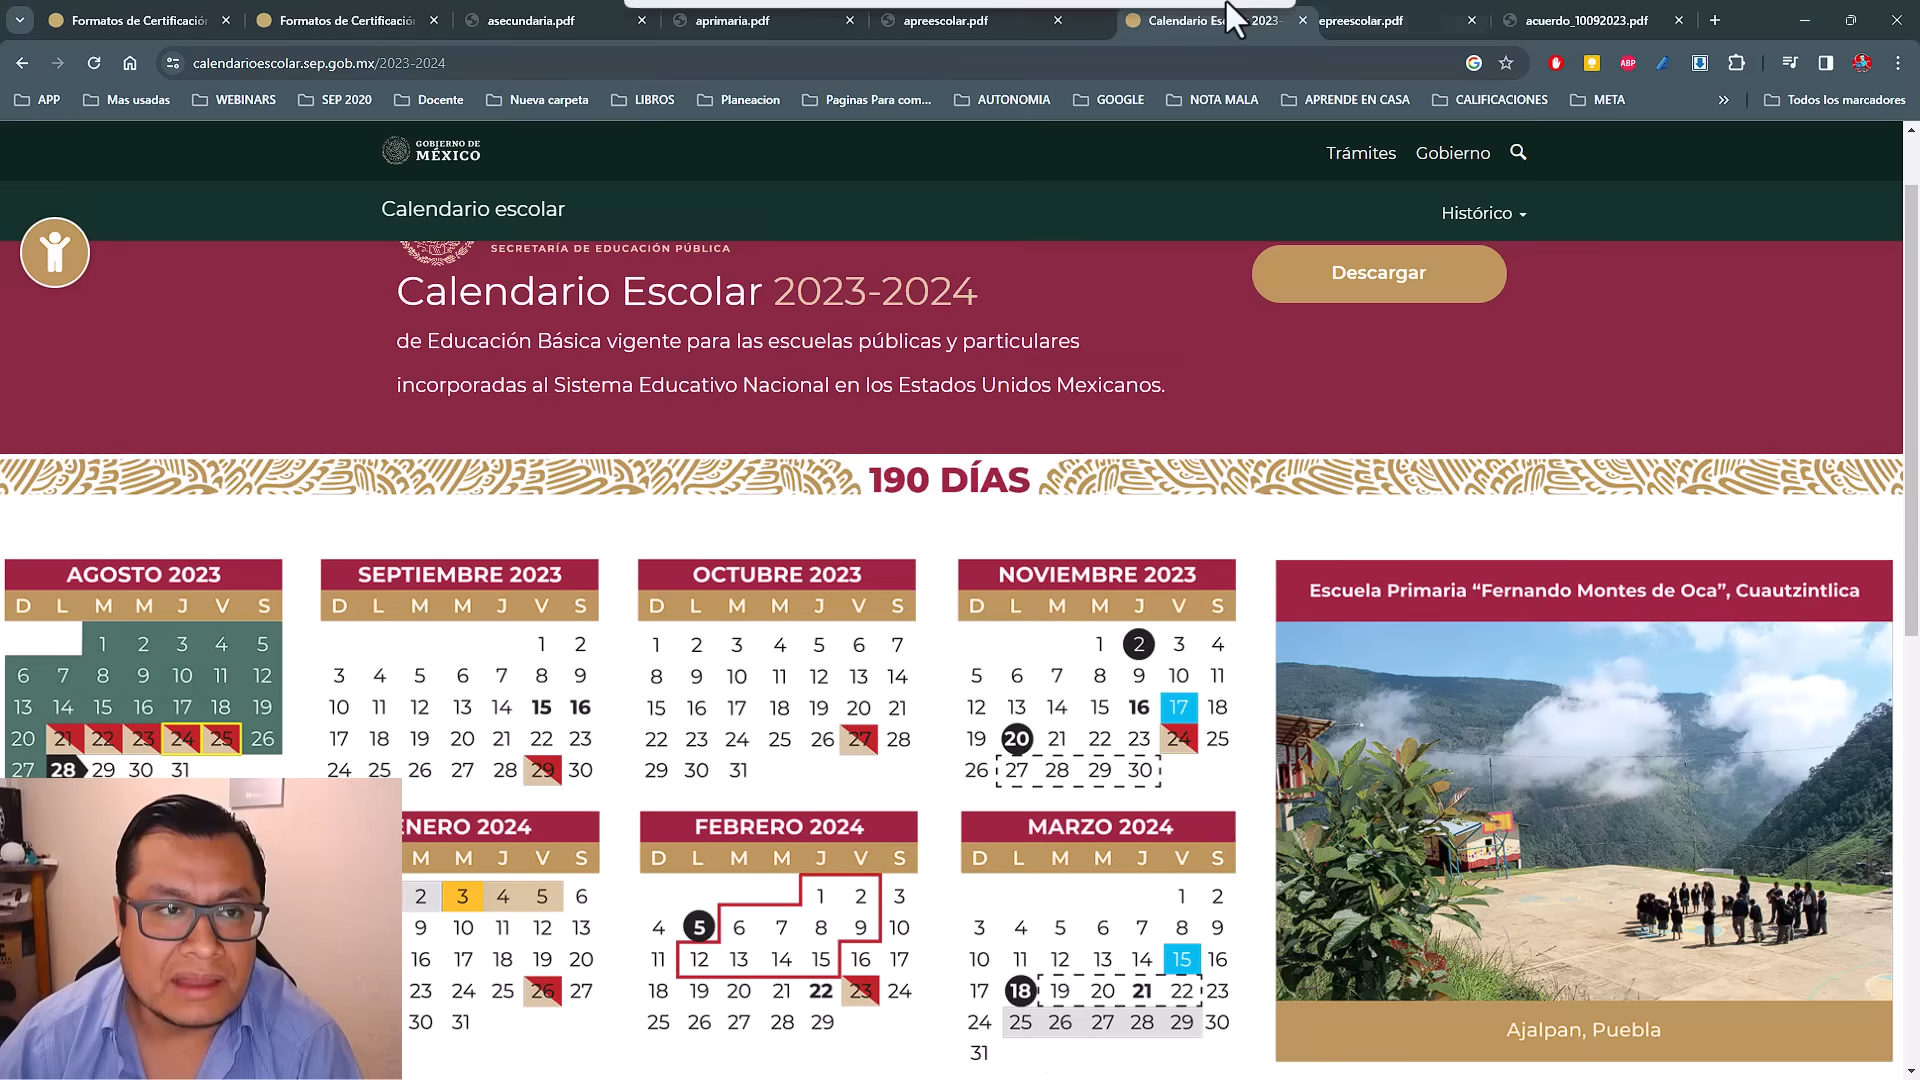 Formatos de Certificación
Formatos de Certificación
asecundaria.pdf
aprimaria.pdf
apreescolar.pdf
Calendario Es
2023-
epreescolar.pdf
acuerdo_10092023.pdf
calendarioescolar.sep.gob.mx/2023-2024
ABP
APP
Mas usadas
WEBINARS
SEP 2020
Docente
Nueva carpeta
LIBROS
Planeacion
Paginas Para com...
AUTONOMIA
GOOGLE
NOTA MALA
APRENDE EN CASA
CALIFICACIONES
META
»
Todos los marcadores
GOBIERNO DE
MÉXICO
Trámites
Gobierno
Calendario escolar
Histórico
SECRETARÍA DE EDUCACIÓN PÚBLICA
Calendario Escolar 2023-2024
Descargar
de Educación Básica vigente para las escuelas públicas y particulares
incorporadas al Sistema Educativo Nacional en los Estados Unidos Mexicanos.
190 DÍAS
AGOSTO 2023
D L M M J V S
1 2 3 4 5
6 7 8 9 10 11 12
13 14 15 16 17 18 19
20 21 22 23 24 25 26
27 28 29 30 31
SEPTIEMBRE 2023
D L M M J V S
1 2
3 4 5 6 7 8 9
10 11 12 13 14 15 16
17 18 19 20 21 22 23
24 25 26 27 28 29 30
OCTUBRE 2023
D L M M J V S
1 2 3 4 5 6 7
8 9 10 11 12 13 14
15 16 17 18 19 20 21
22 23 24 25 26 27 28
29 30 31
NOVIEMBRE 2023
D L M M J V S
1 2 3 4
5 6 7 8 9 10 11
12 13 14 15 16 17 18
19 20 21 22 23 24 25
26 27 28 29 30
Escuela Primaria “Fernando Montes de Oca”, Cuautzintlica
Ajalpan, Puebla
ENERO 2024
M M J V S
2 3 4 5 6
9 10 11 12 13
16 17 18 19 20
23 24 25 26 27
30 31
FEBRERO 2024
D L M M J V S
1 2 3
4 5 6 7 8 9 10
11 12 13 14 15 16 17
18 19 20 21 22 23 24
25 26 27 28 29
MARZO 2024
D L M M J V S
1 2
3 4 5 6 7 8 9
10 11 12 13 14 15 16
17 18 19 20 21 22 23
24 25 26 27 28 29 30
31